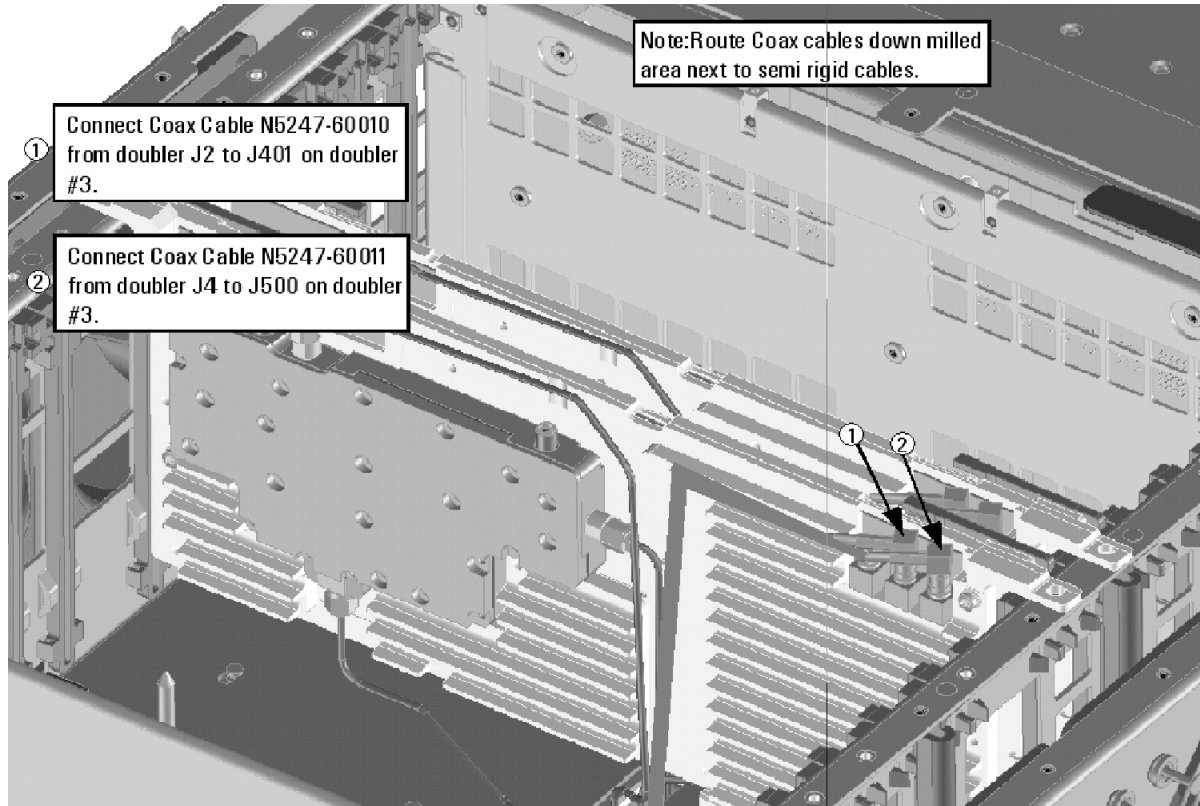 Note:Route Coax cables down milled
area next to semi rigid cables.
1
Connect Coax Cable N5247-60010
from doubler J2 to J401 on doubler
#3.
2
Connect Coax Cable N5247-60011
from doubler J4 to J500 on doubler
#3.
1
2